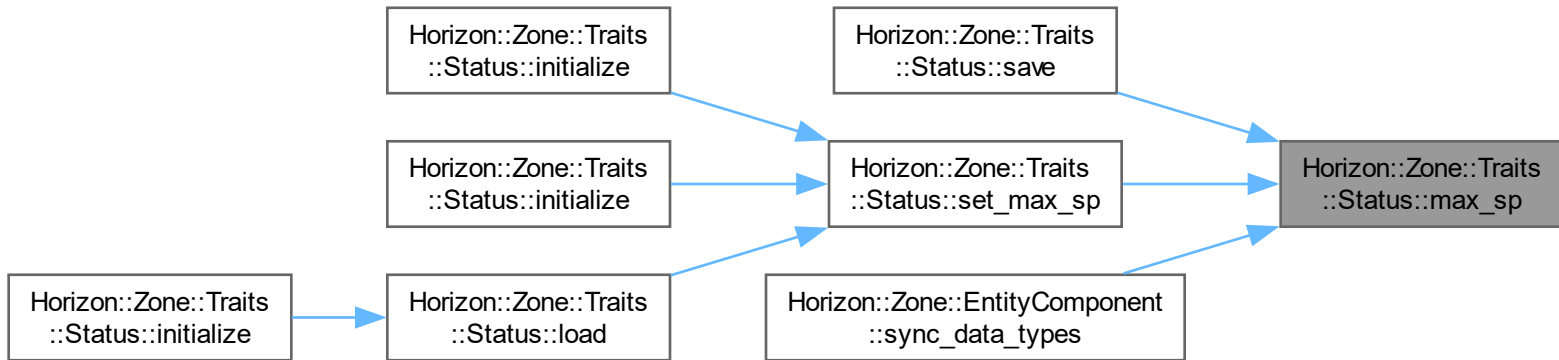 Horizon::Zone::Traits
::Status::initialize
Horizon::Zone::Traits
::Status::save
Horizon::Zone::Traits
::Status::initialize
Horizon::Zone::Traits
::Status::set_max_sp
Horizon::Zone::Traits
::Status::max_sp
Horizon::Zone::Traits
::Status::initialize
Horizon::Zone::Traits
::Status::load
Horizon::Zone::EntityComponent
::sync_data_types